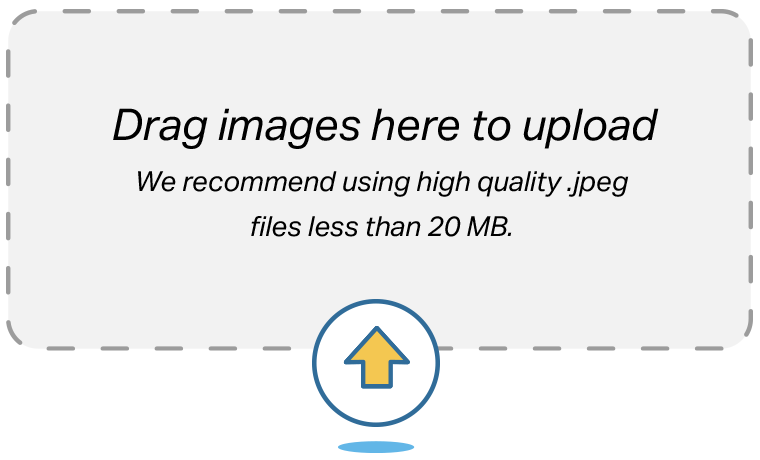 Drag images here to upload
We recommend using high quality .jpeg
files less than 20 MB.